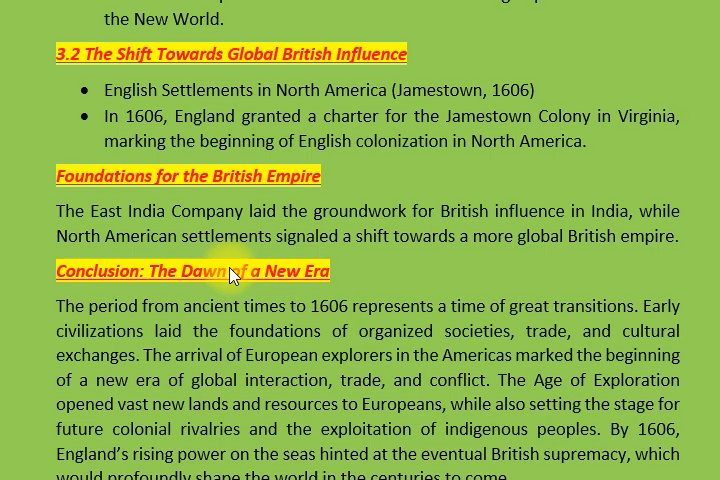 the New World.
3.2 The Shift Towards Global British Influence
• English Settlements in North America (Jamestown, 1606)
• In 1606, England granted a charter for the Jamestown Colony in Virginia,
marking the beginning of English colonization in North America.
Foundations for the British Empire
The East India Company laid the groundwork for British influence in India, while
North American settlements signaled a shift towards a more global British empire.
Conclusion: The Dawn of a New Era
The period from ancient times to 1606 represents a time of great transitions. Early
civilizations laid the foundations of organized societies, trade, and cultural
exchanges. The arrival of European explorers in the Americas marked the beginning
of a new era of global interaction, trade, and conflict. The Age of Exploration
opened vast new lands and resources to Europeans, while also setting the stage for
future colonial rivalries and the exploitation of indigenous peoples. By 1606,
England’s rising power on the seas hinted at the eventual British supremacy, which
would profoundly shape the world in the centuries to come.